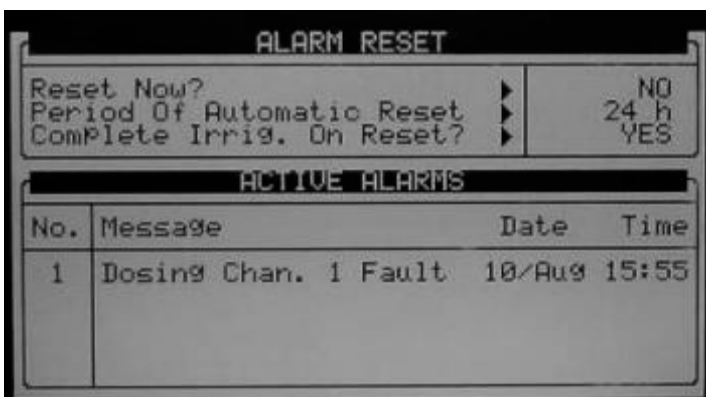 ALARM RESET
Reset Now? NO
Period Of Automatic Reset 24 h
Complete Irrig. On Reset? YES
ACTIVE ALARMS
No. Message Date Time
1 Dosing Chan. 1 Fault 10/Aug 15:55